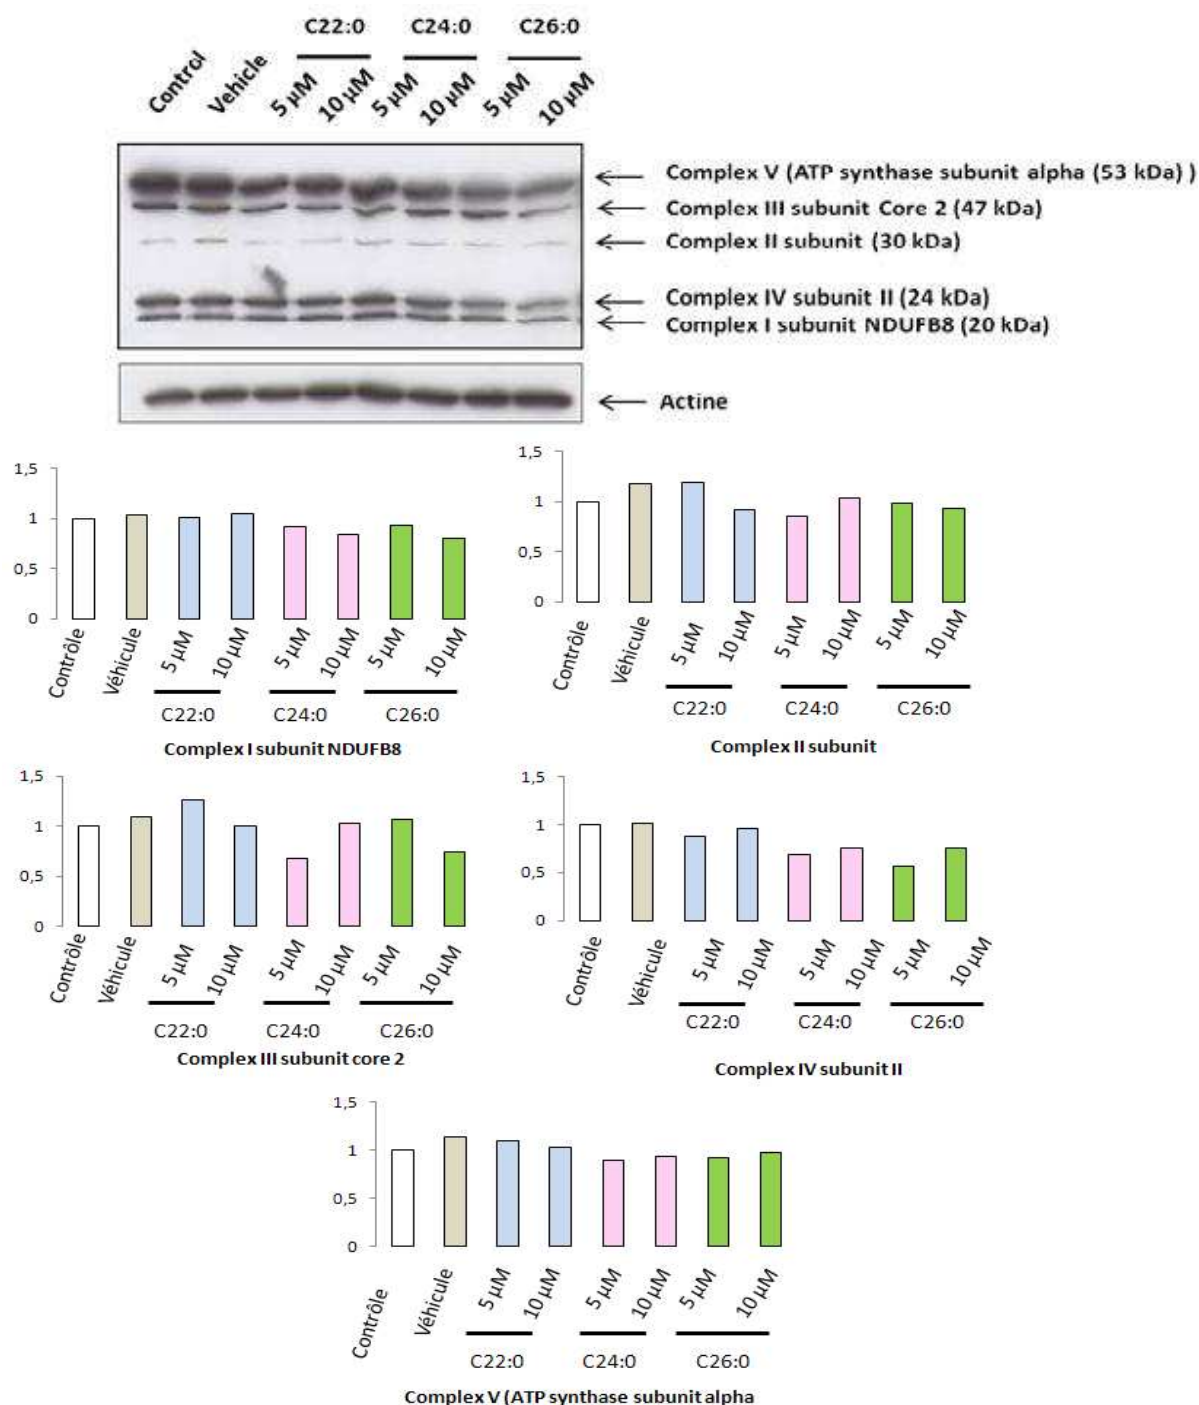 C22:0 C24:0 C26:0
Control Vehicle 5 µM 10 µM 5 µM 10 µM 5 µM 10 µM
Complex V (ATP synthase subunit alpha (53 kDa) )
Complex III subunit Core 2 (47 kDa)
Complex II subunit (30 kDa)
Complex IV subunit II (24 kDa)
Complex I subunit NDUFB8 (20 kDa)
Actine
1,5
1
0,5
0
Contrôle Véhicule 5 µM 10 µM 5 µM 10 µM 5 µM 10 µM
C22:0 C24:0 C26:0
Complex I subunit NDUFB8
1,5
1
0,5
0
Contrôle Véhicule 5 µM 10 µM 5 µM 10 µM 5 µM 10 µM
C22:0 C24:0 C26:0
Complex II subunit
1,5
1
0,5
0
Contrôle Véhicule 5 µM 10 µM 5 µM 10 µM 5 µM 10 µM
C22:0 C24:0 C26:0
Complex III subunit core 2
1,5
1
0,5
0
Contrôle Véhicule 5 µM 10 µM 5 µM 10 µM 5 µM 10 µM
C22:0 C24:0 C26:0
Complex IV subunit II
1,5
1
0,5
0
Contrôle Véhicule 5 µM 10 µM 5 µM 10 µM 5 µM 10 µM
C22:0 C24:0 C26:0
Complex V (ATP synthase subunit alpha